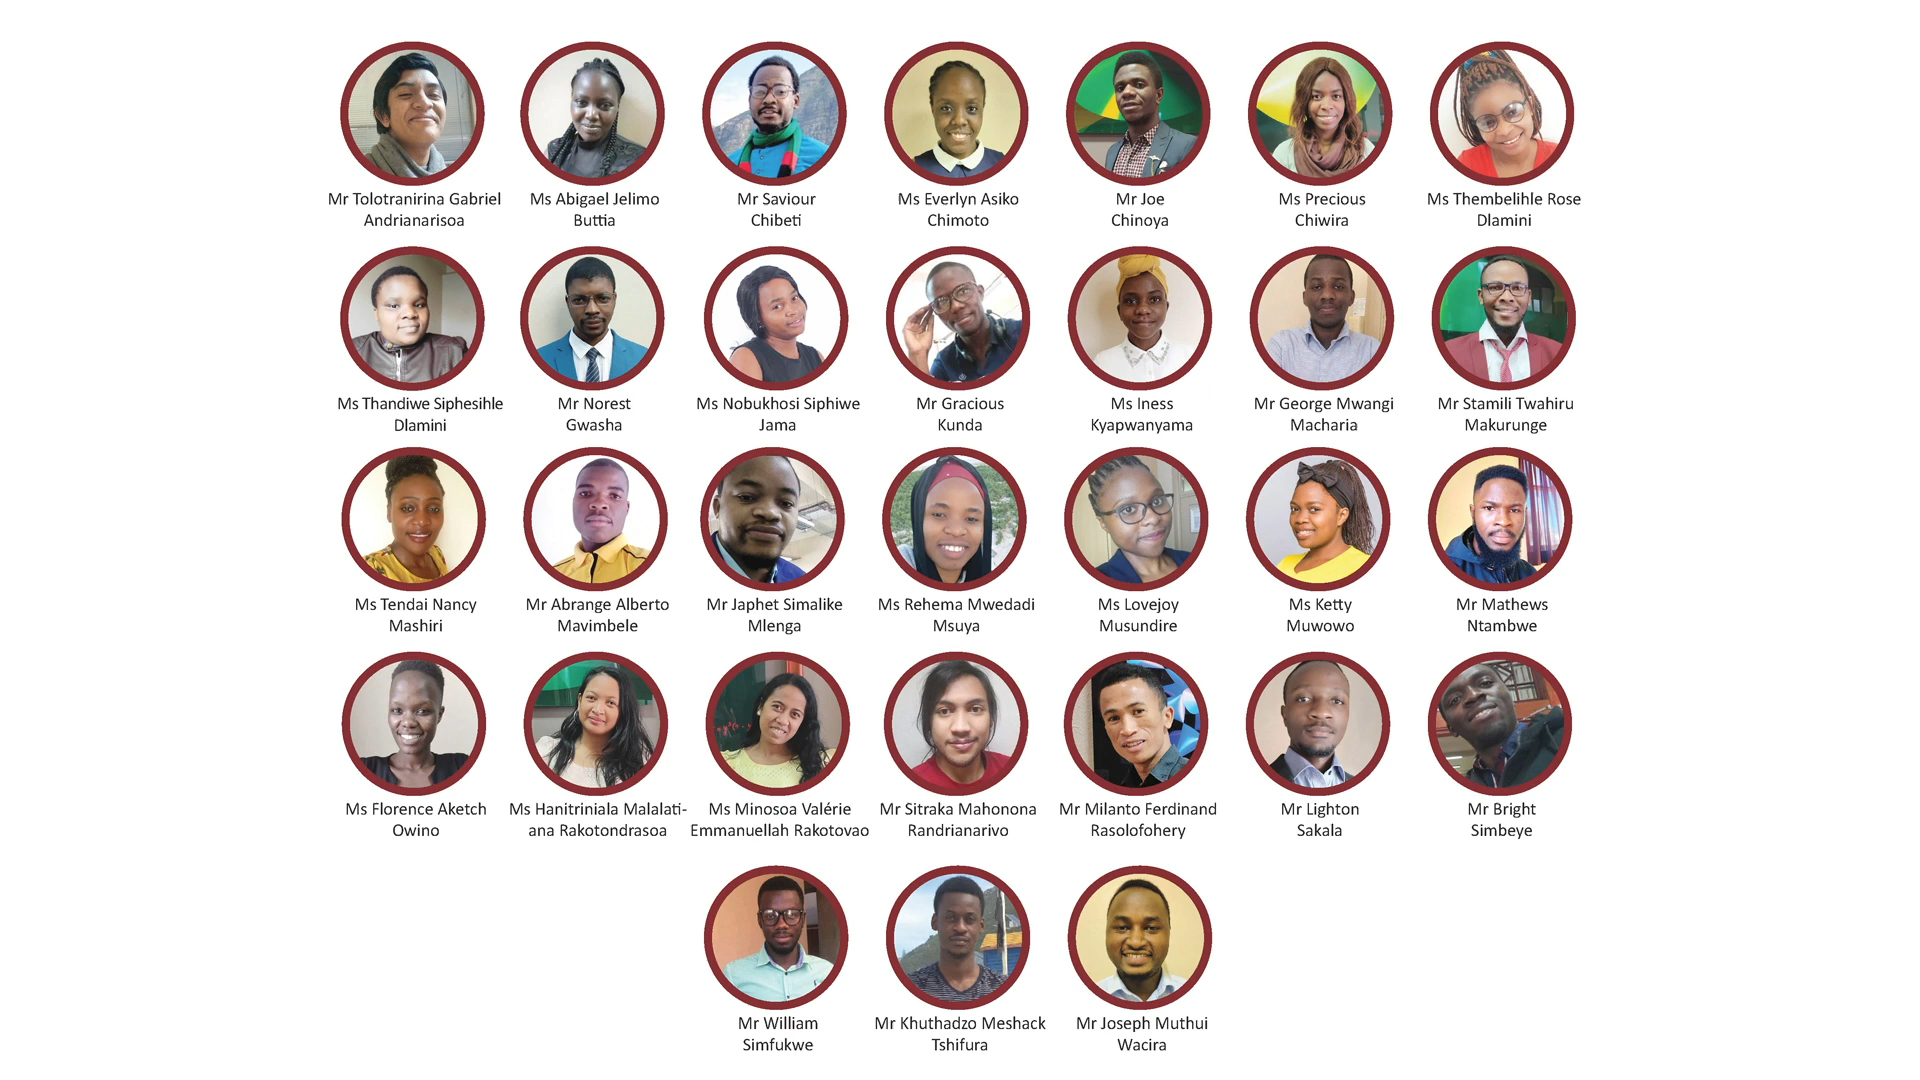 Mr Tolotranirina Gabriel
Andrianarisoa
Ms Abigael Jelimo
Buttia
Mr Saviour
Chibeti
Ms Everlyn Asiko
Chimoto
Mr Joe
Chinoya
Ms Precious
Chiwira
Ms Thembelihle Rose
Dlamini
Ms Thandiwe Siphesihle
Dlamini
Mr Norest
Gwasha
Ms Nobukhosi Siphiwe
Jama
Mr Gracious
Kunda
Ms Iness
Kyapwanyama
Mr George Mwangi
Macharia
Mr Stamili Twahiru
Makurunge
Ms Tendai Nancy
Mashiri
Mr Abrange Alberto
Mavimbele
Mr Japhet Simalike
Mlenga
Ms Rehema Mwedadi
Msuya
Ms Lovejoy
Musundire
Ms Ketty
Muwowo
Mr Mathews
Ntambwe
Ms Florence Aketch
Owino
Ms Hanitriniala Malalati-
ana Rakotondrasoa
Ms Minosoa Valérie
Emmanuellah Rakotovao
Mr Sitraka Mahonona
Randrianarivo
Mr Milanto Ferdinand
Rasolofohery
Mr Lighton
Sakala
Mr Bright
Simbeye
Mr William
Simfukwe
Mr Khuthadzo Meshack
Tshifura
Mr Joseph Muthui
Wacira